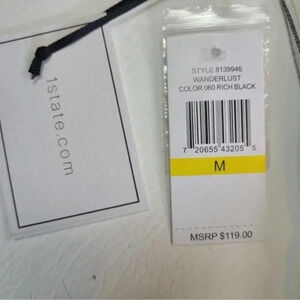 1state.com
STYLE 8139946
WANDERLUST
COLOR 060 RICH BLACK
7 20655 43205 5
M
MSRP $119.00